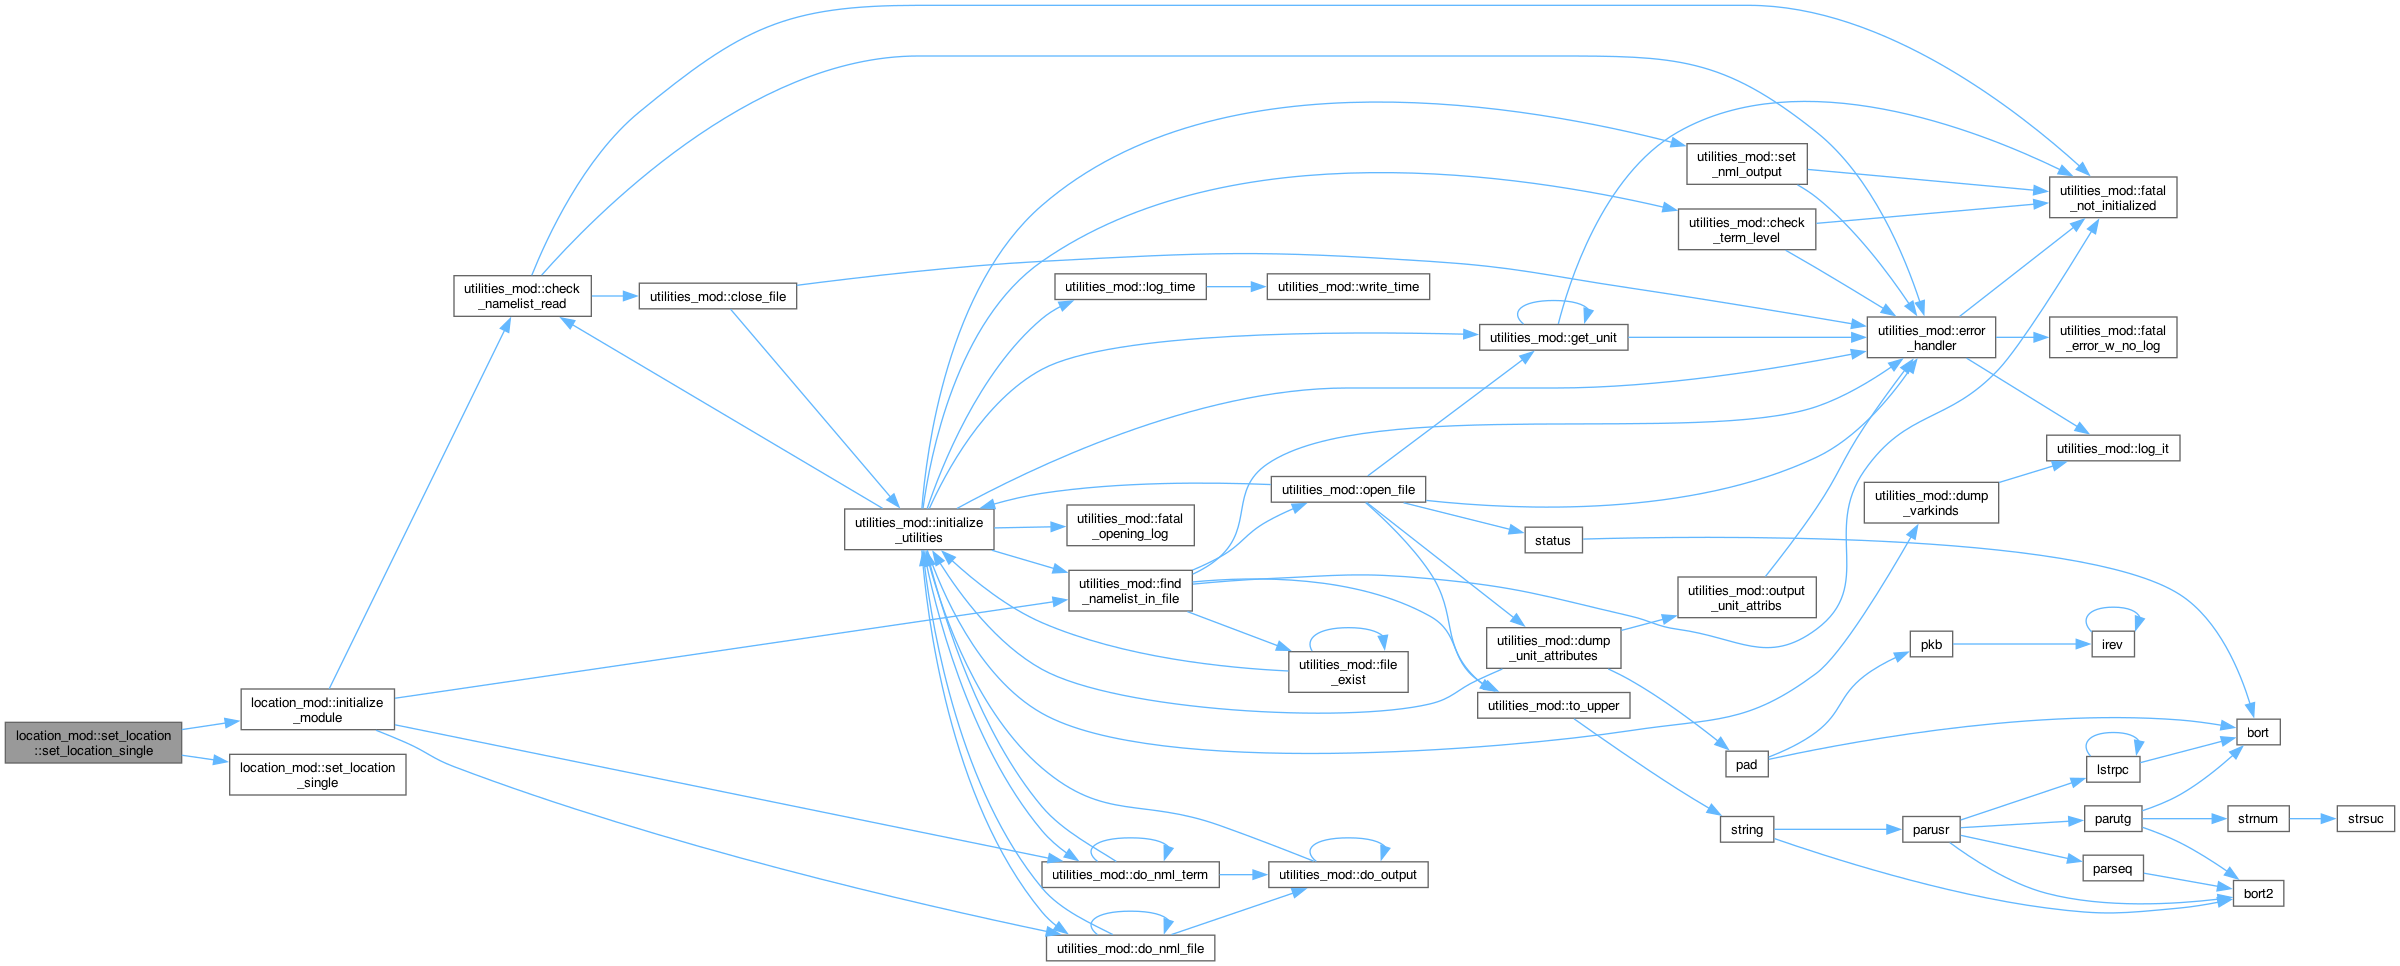 location_mod::set_location
::set_location_single
location_mod::initialize
_module
location_mod::set_location
_single
utilities_mod::check
_namelist_read
utilities_mod::close_file
utilities_mod::initialize
_utilities
utilities_mod::log_time
utilities_mod::fatal
_opening_log
utilities_mod::find
_namelist_in_file
utilities_mod::do_nml_term
utilities_mod::do_nml_file
utilities_mod::write_time
utilities_mod::open_file
utilities_mod::file
_exist
utilities_mod::do_output
utilities_mod::get_unit
status
utilities_mod::dump
_unit_attributes
utilities_mod::to_upper
utilities_mod::set
_nml_output
utilities_mod::check
_term_level
utilities_mod::output
_unit_attribs
pad
string
utilities_mod::error
_handler
utilities_mod::dump
_varkinds
pkb
parusr
utilities_mod::fatal
_not_initialized
utilities_mod::fatal
_error_w_no_log
utilities_mod::log_it
irev
lstrpc
parutg
parseq
bort
strnum
bort2
strsuc